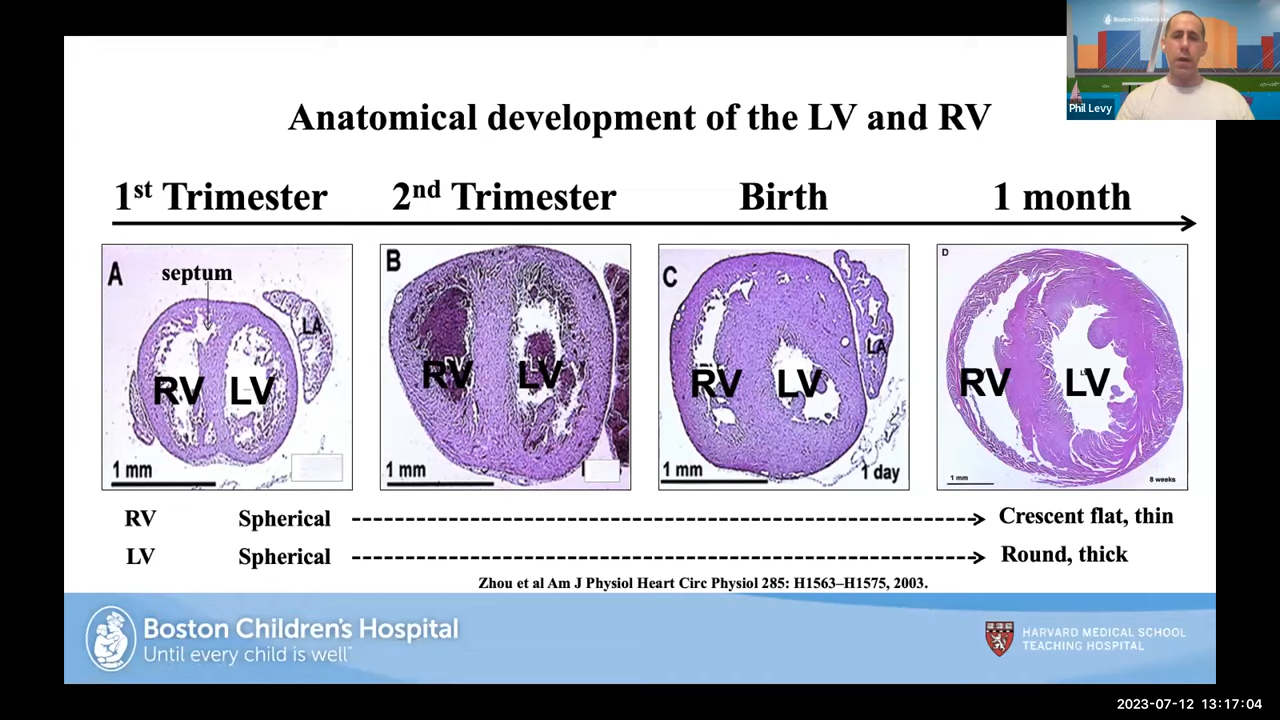 Boston Children's
Phil Levy
Anatomical development of the LV and RV
1st Trimester
2nd Trimester
Birth
1 month
A
septum
LA
RV
LV
1 mm
B
RV
LV
1 mm
C
LA
RV
LV
1 mm
1 day
D
RV
LV
1 mm
8 weeks
RV Spherical Crescent flat, thin
LV Spherical Round, thick
Zhou et al Am J Physiol Heart Circ Physiol 285: H1563–H1575, 2003.
Boston Children's Hospital
Until every child is well™
HARVARD MEDICAL SCHOOL
TEACHING HOSPITAL
2023-07-12 13:17:04